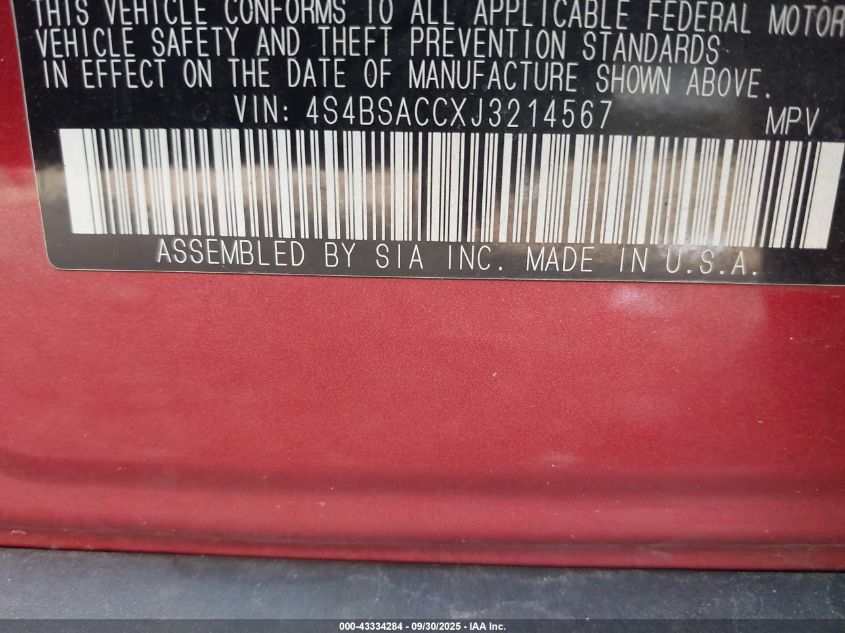 THIS VEHICLE CONFORMS TO ALL APPLICABLE FEDERAL MOTOR
VEHICLE SAFETY AND THEFT PREVENTION STANDARDS
IN EFFECT ON THE DATE OF MANUFACTURE SHOWN ABOVE.
VIN: 4S4BSACCXJ3214567 MPV
ASSEMBLED BY SIA INC. MADE IN U.S.A.
000-43334284 - 09/30/2025 - IAA Inc.